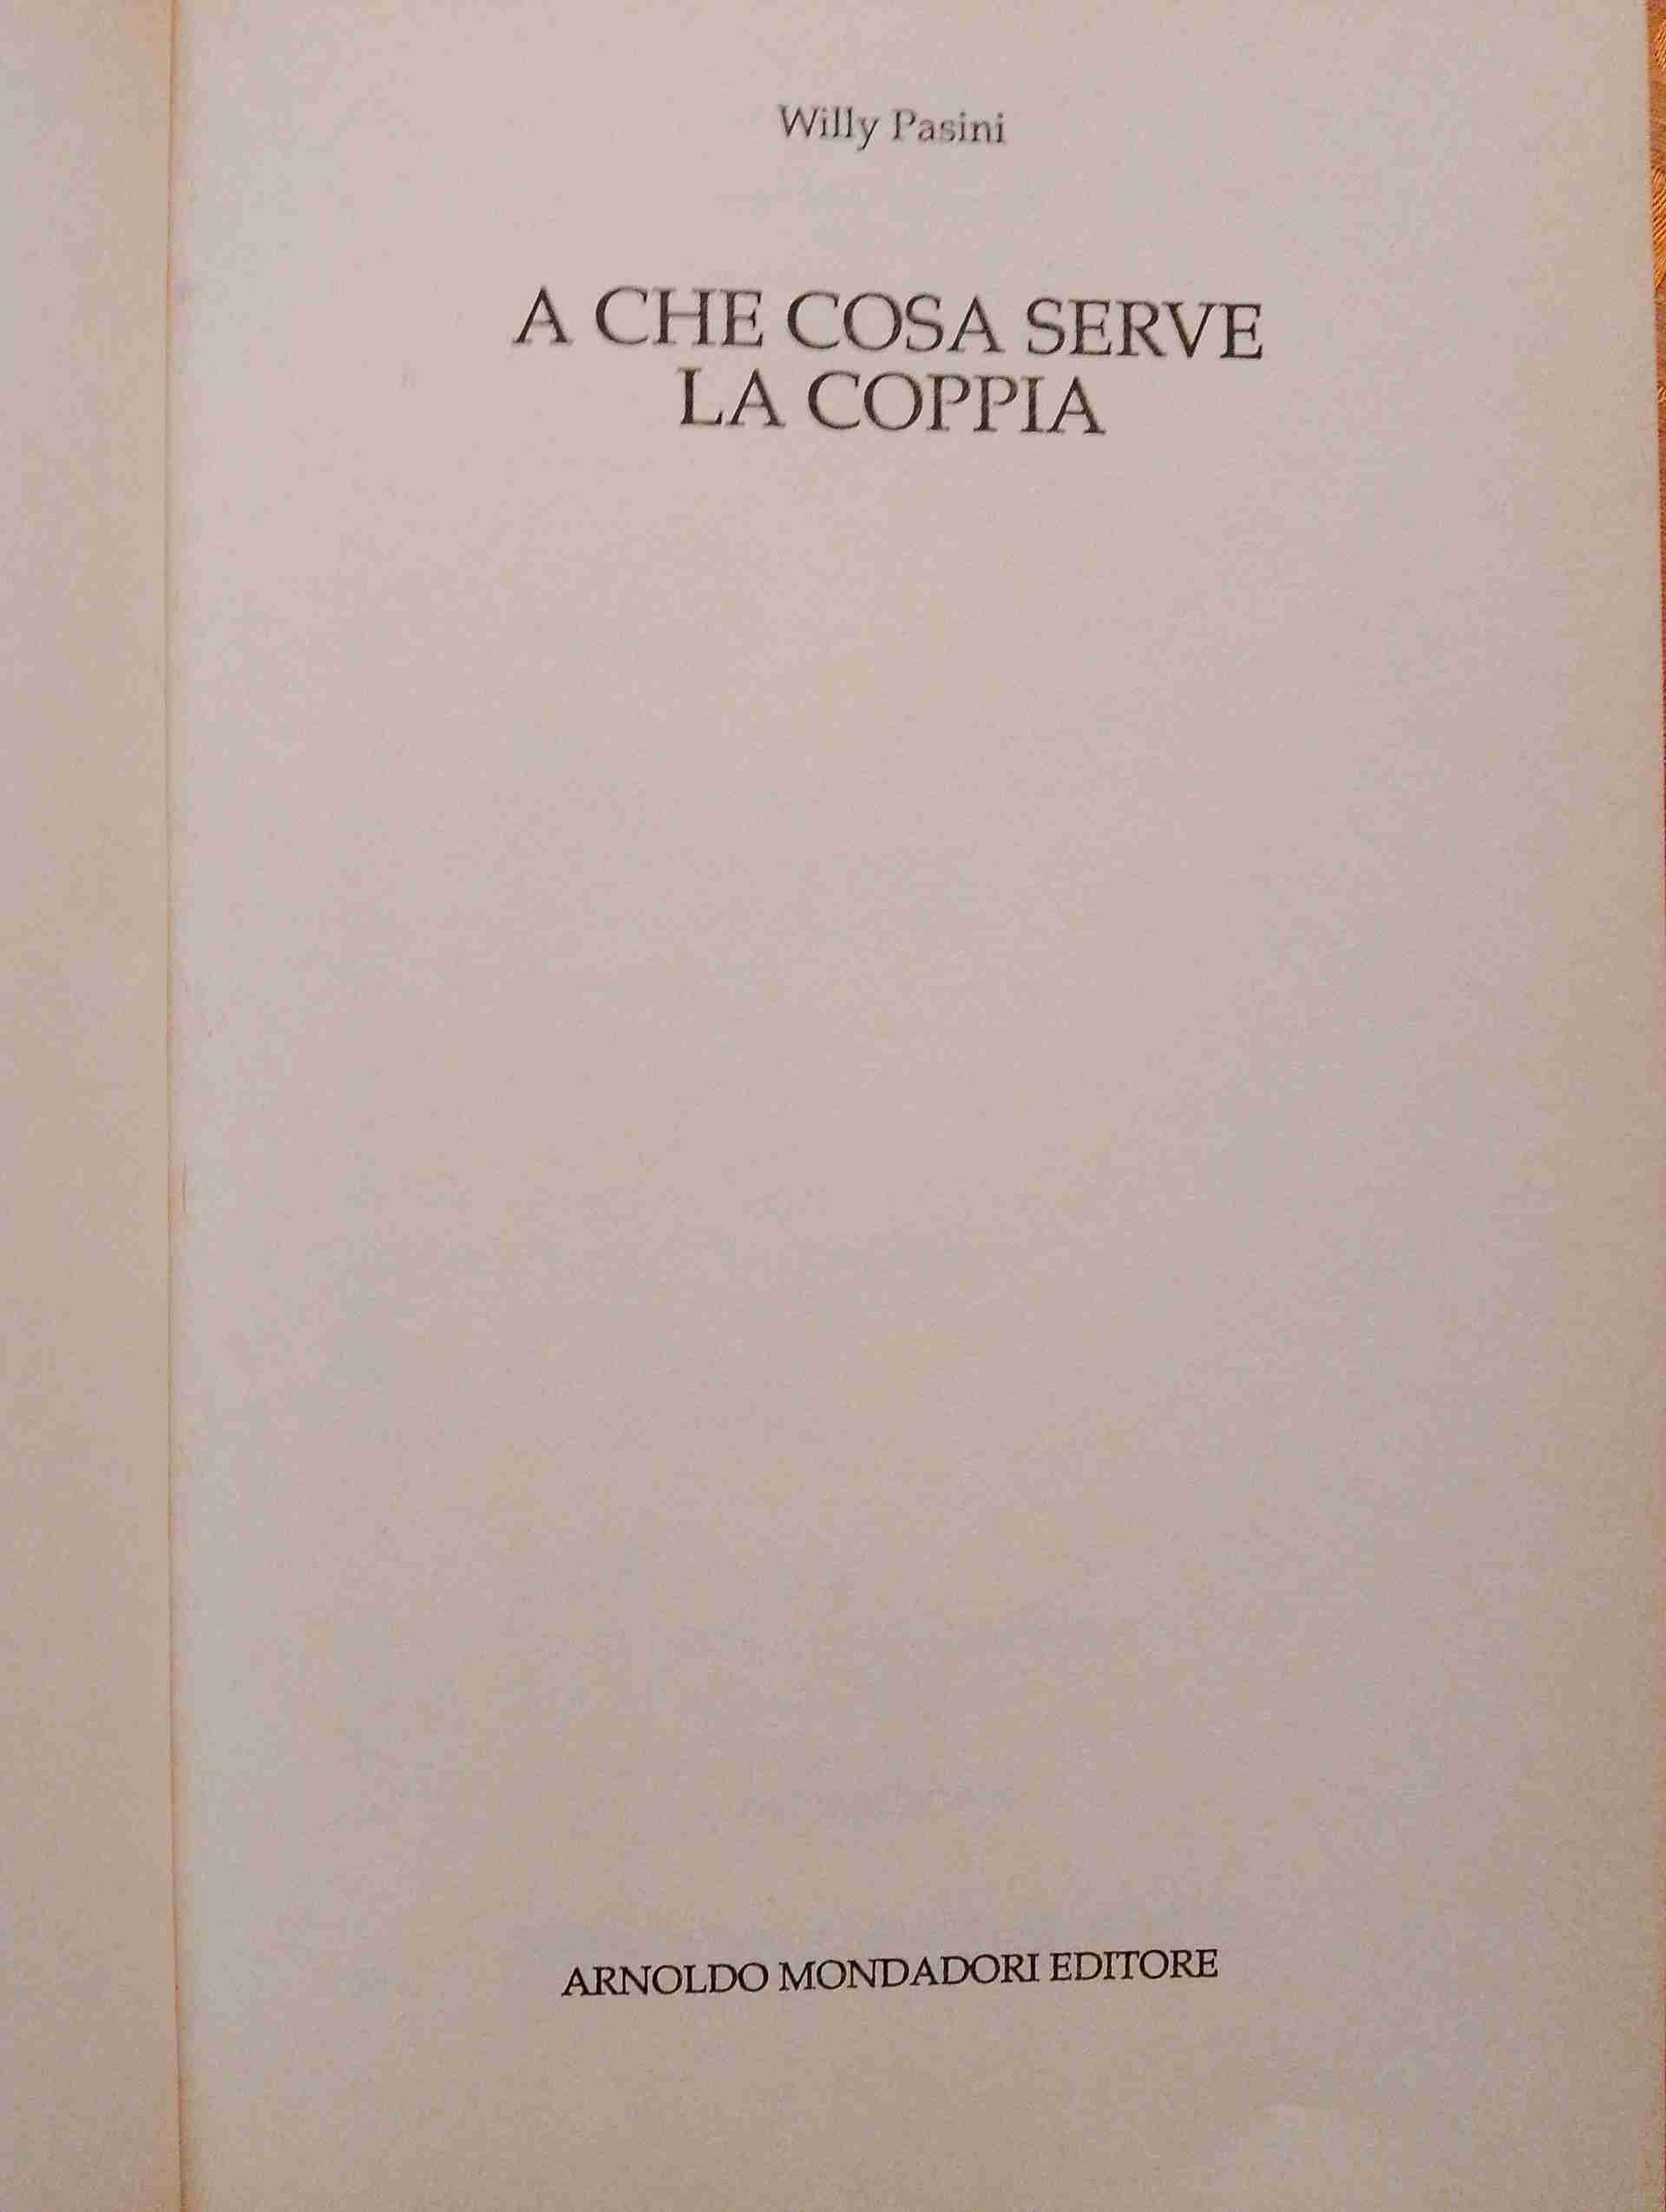 Willy Pasini
A CHE COSA SERVE
LA COPPIA
ARNOLDO MONDADORI EDITORE